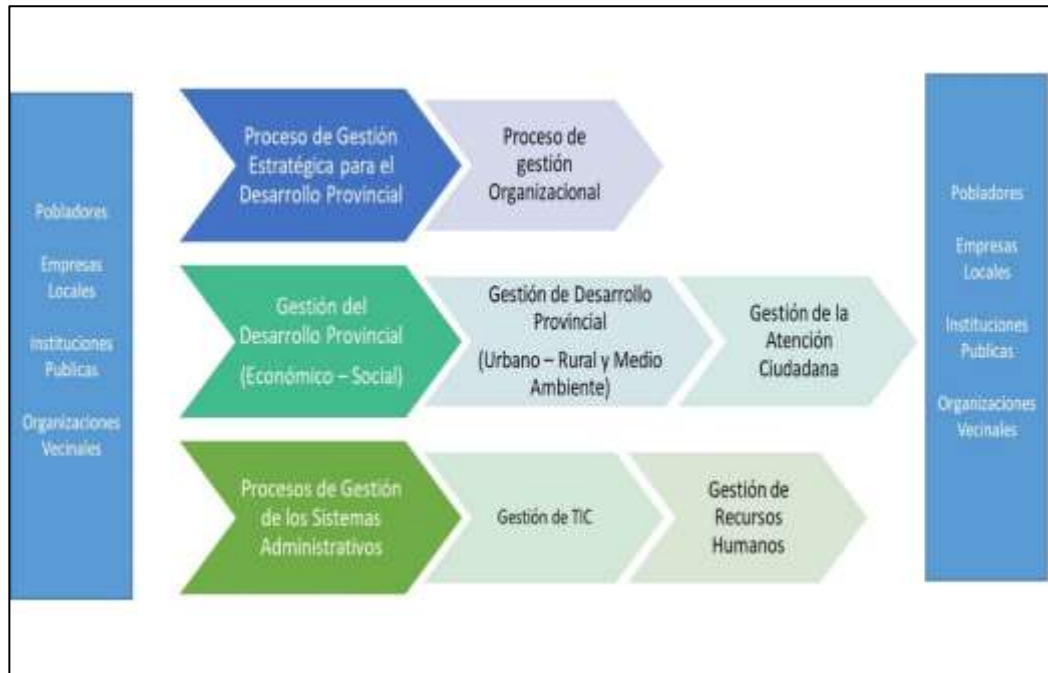 Pobladores
Empresas
Locales
Instituciones
Publicas
Organizaciones
Vecinales
Proceso de Gestión
Estratégica para el
Desarrollo Provincial
Proceso de
gestión
Organizacional
Gestión del
Desarrollo Provincial
(Económico – Social)
Gestión de Desarrollo
Provincial
(Urbano – Rural y Medio
Ambiente)
Gestión de la
Atención
Ciudadana
Procesos de Gestión
de los Sistemas
Administrativos
Gestión de TIC
Gestión de
Recursos
Humanos
Pobladores
Empresas
Locales
Instituciones
Publicas
Organizaciones
Vecinales